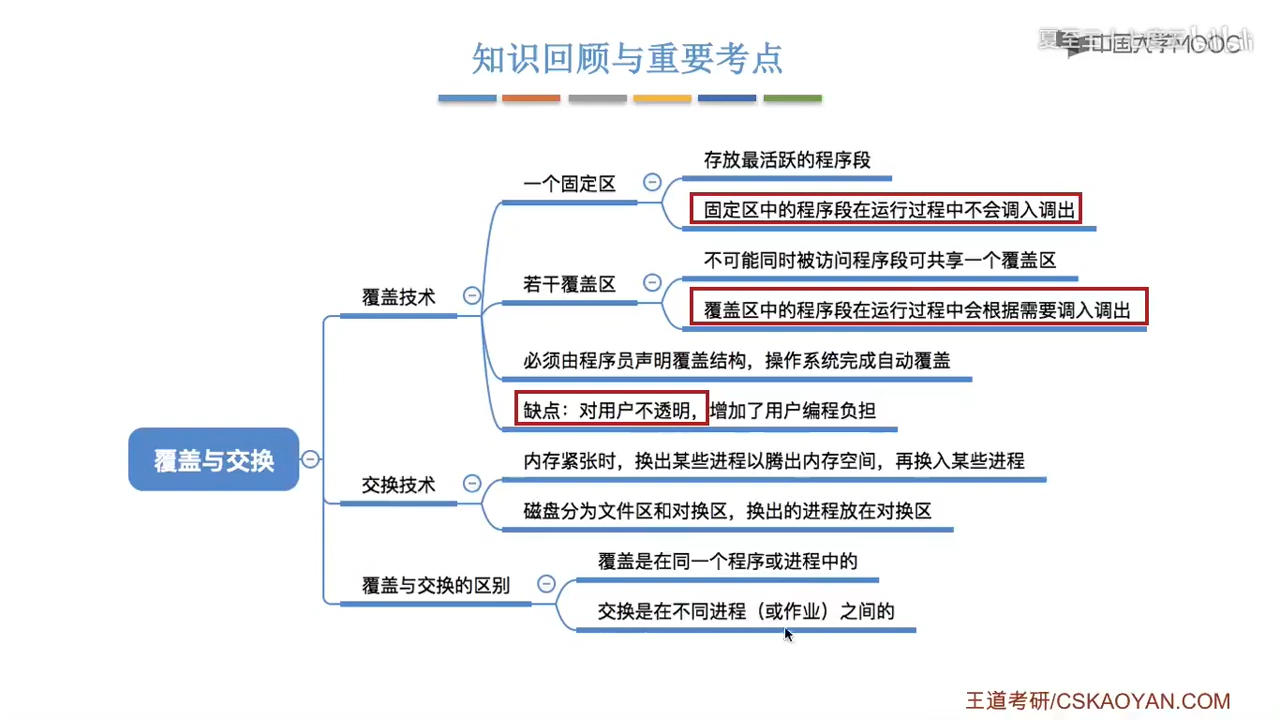 知识回顾与重要考点
中国大学MOOC
存放最活跃的程序段
一个固定区
固定区中的程序段在运行过程中不会调入调出
不可能同时被访问程序段可共享一个覆盖区
若干覆盖区
覆盖技术
覆盖区中的程序段在运行过程中会根据需要调入调出
必须由程序员声明覆盖结构，操作系统完成自动覆盖
缺点：对用户不透明，增加了用户编程负担
覆盖与交换
内存紧张时，换出某些进程以腾出内存空间，再换入某些进程
交换技术
磁盘分为文件区和对换区，换出的进程放在对换区
覆盖是在同一个程序或进程中的
覆盖与交换的区别
交换是在不同进程（或作业）之间的
王道考研/CSKAOYAN.COM